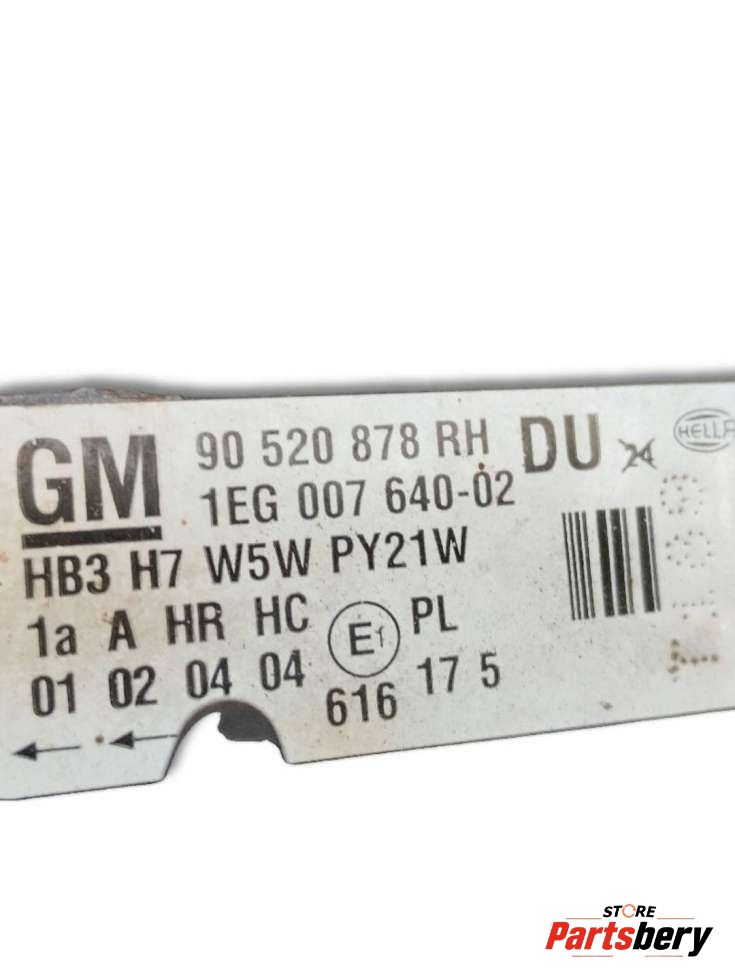 GM
90 520 878 RH DU 24 HELLA
1EG 007 640-02
HB3 H7 W5W PY21W
1a A HR HC E1 PL
01 02 04 04 616 17 5
STORE
Partsbery